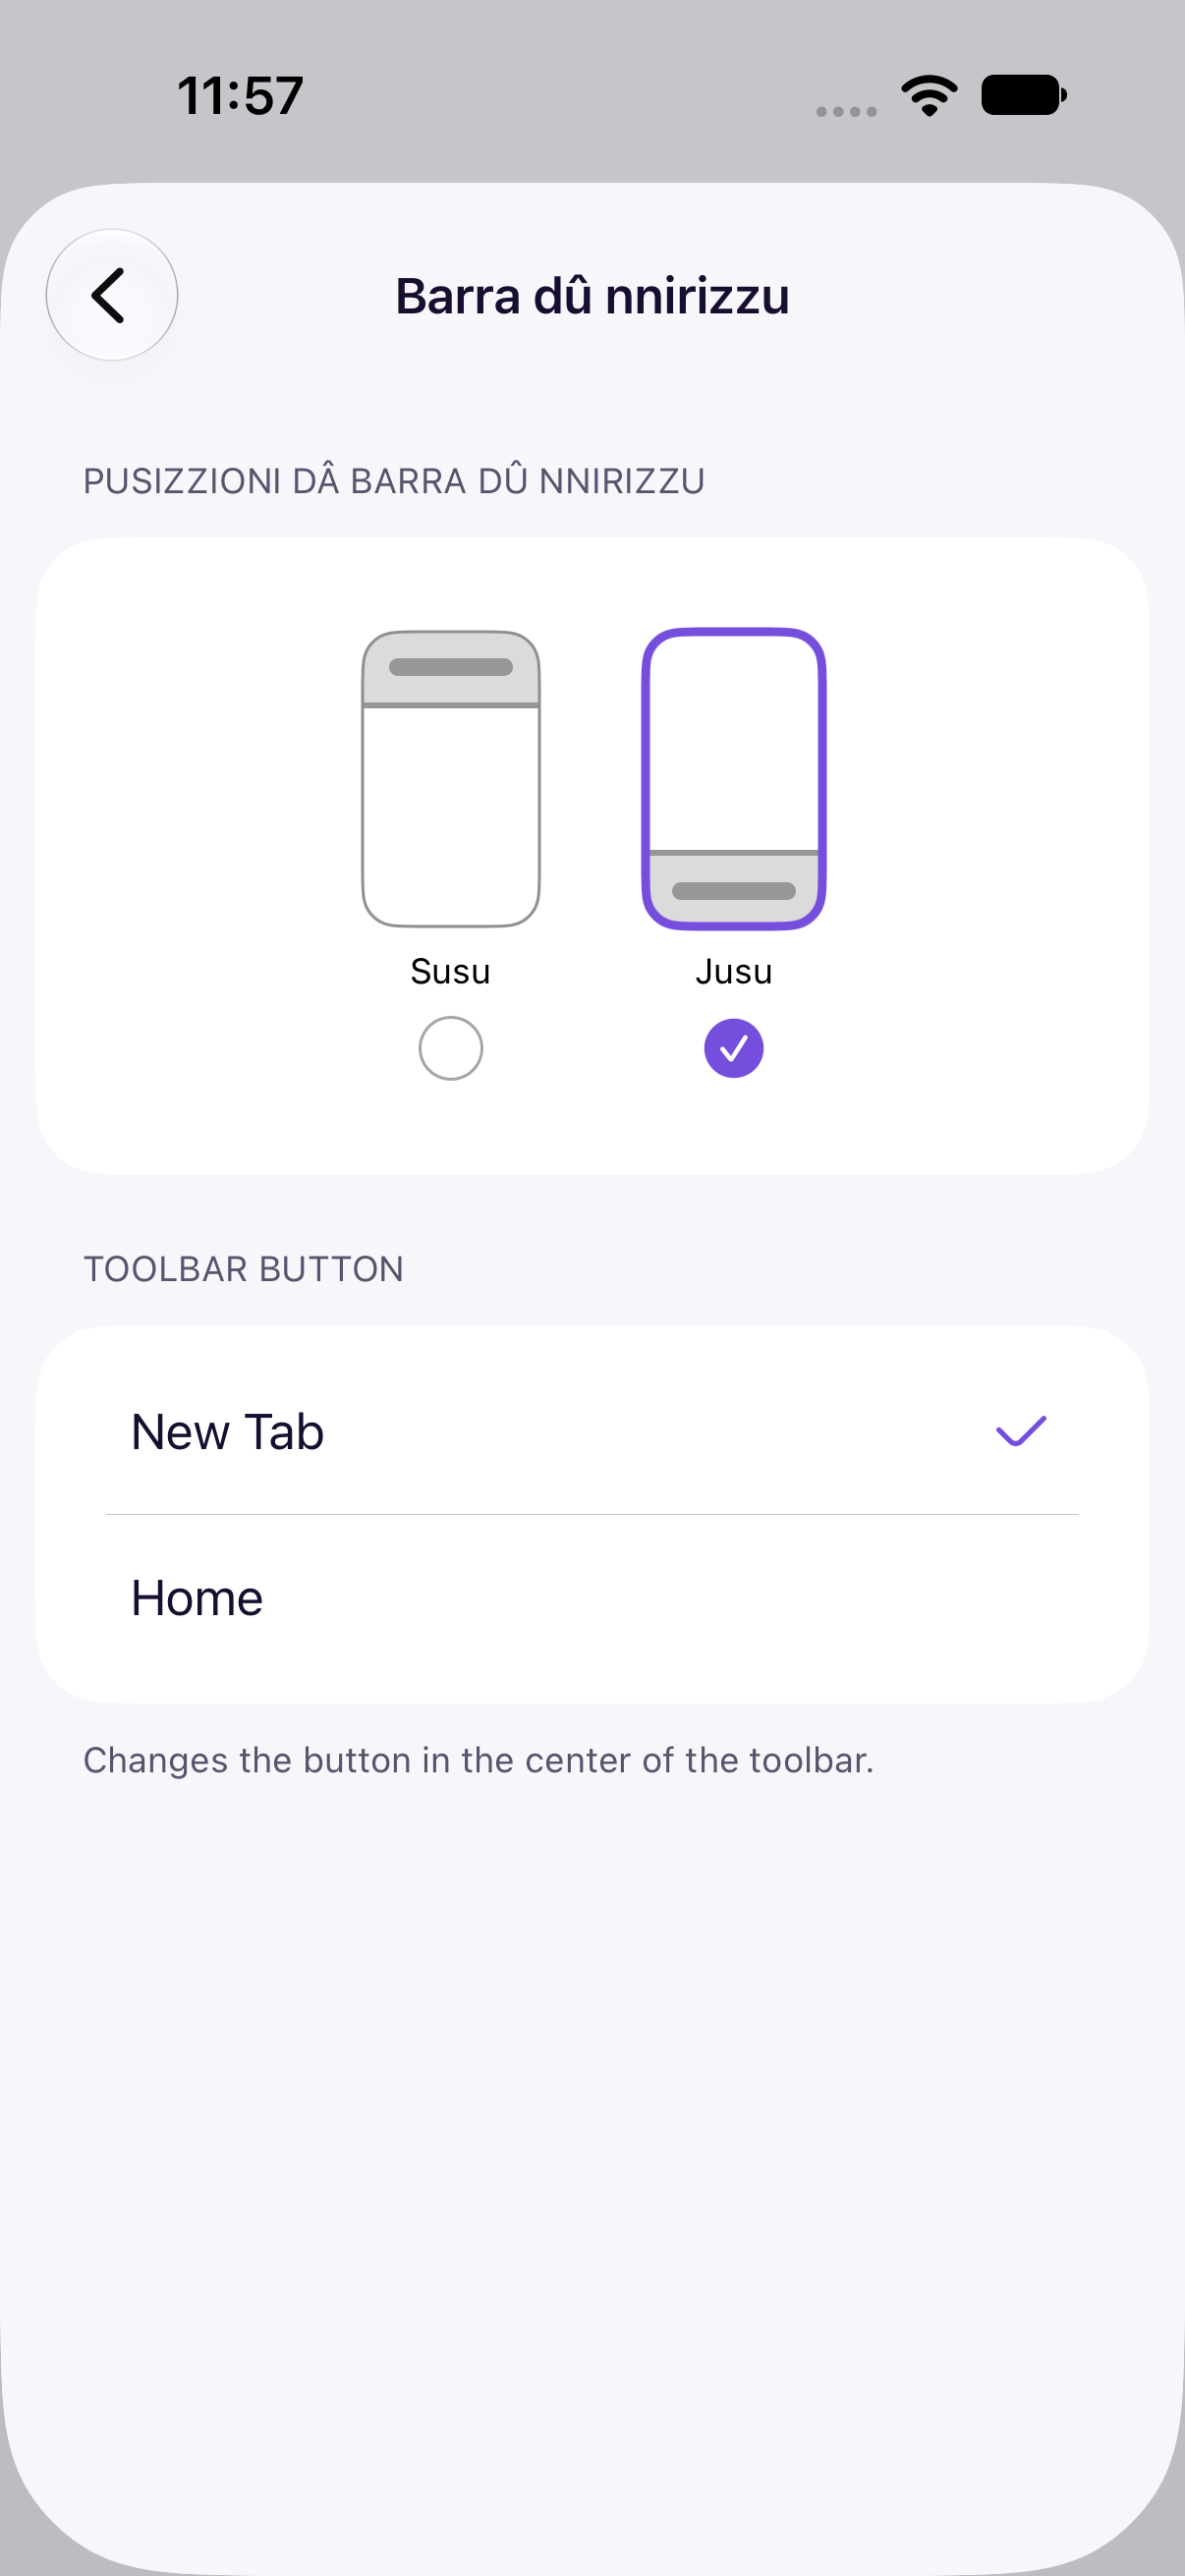 11:57
Barra dû nnirizzu
PUSIZZIONI DÂ BARRA DÛ NNIRIZZU
Susu
Jusu
TOOLBAR BUTTON
New Tab
Home
Changes the button in the center of the toolbar.